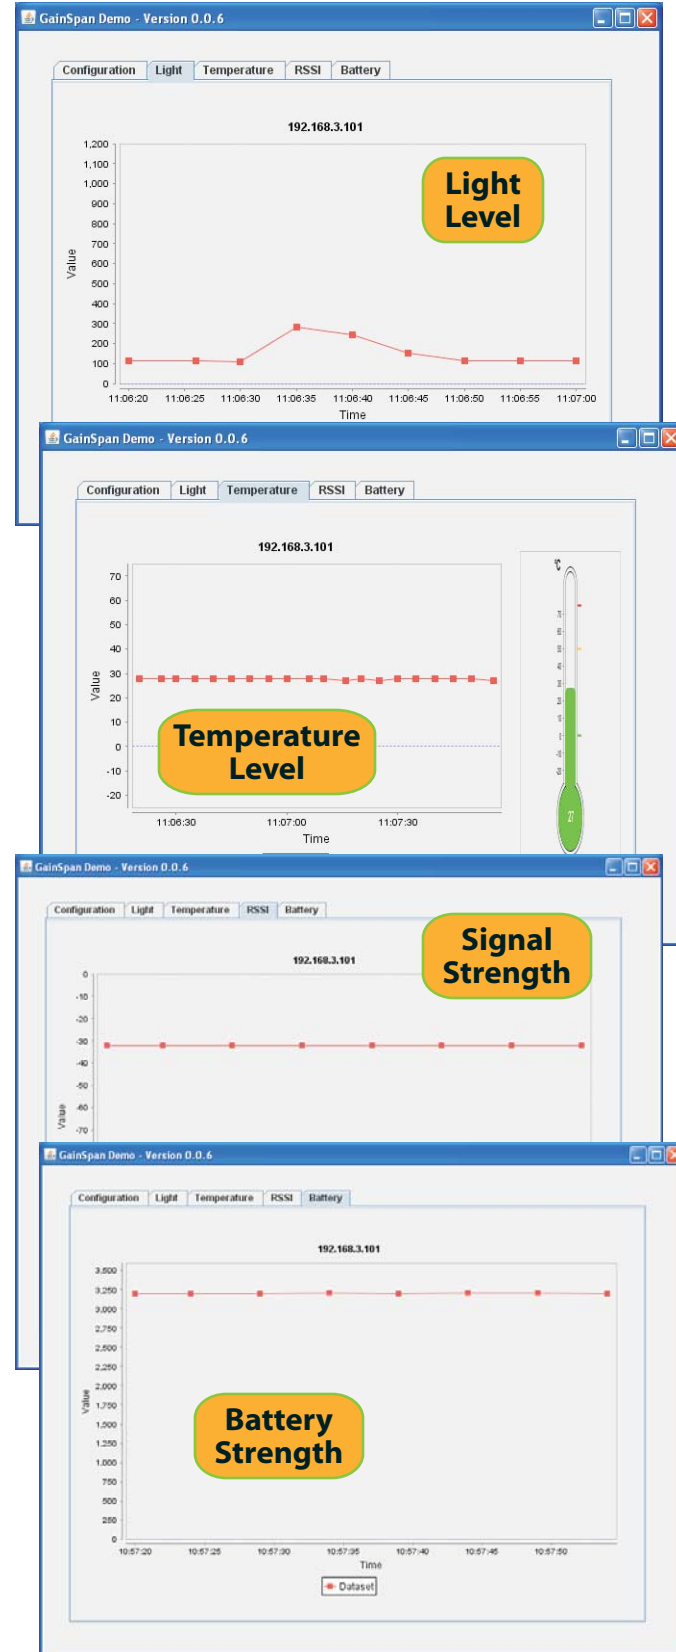 GainSpan Demo - Version 0.0.6
Configuration Light Temperature RSSI Battery
192.168.3.101
Light
Level
1,200
1,100
1,000
900
800
700
600
500
400
300
200
100
0
Value
11:06:20 11:06:25 11:06:30 11:06:35 11:06:40 11:06:45 11:06:50 11:06:55 11:07:00
Time
GainSpan Demo - Version 0.0.6
Configuration Light Temperature RSSI Battery
192.168.3.101
70
60
50
40
30
20
10
0
-10
-20
Value
Temperature
Level
11:06:30 11:07:00 11:07:30
Time
°C
27
GainSpan Demo - Version 0.0.6
Configuration Light Temperature RSSI Battery
192.168.3.101
Signal
Strength
0
-10
-20
-30
-40
-50
-60
-70
Value
GainSpan Demo - Version 0.0.6
Configuration Light Temperature RSSI Battery
192.168.3.101
3,500
3,250
3,000
2,750
2,500
2,250
2,000
1,750
1,500
1,250
1,000
750
500
250
0
Value
Battery
Strength
10:57:20 10:57:25 10:57:30 10:57:35 10:57:40 10:57:45 10:57:50
Time
Dataset